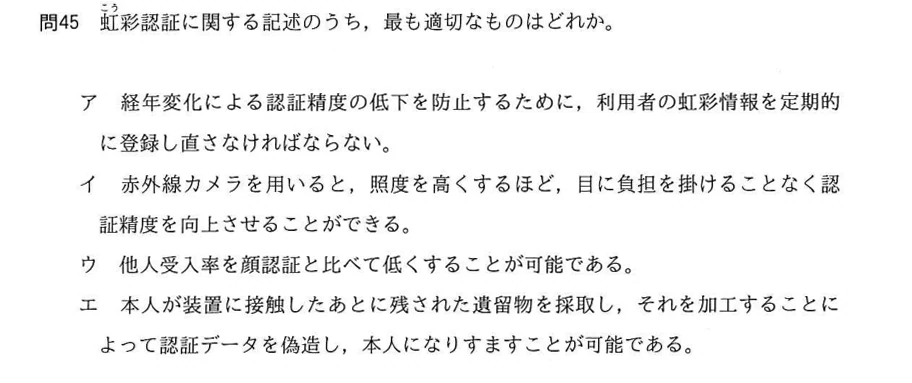 問45 虹彩認証に関する記述のうち，最も適切なものはどれか。
こう
ア 経年変化による認証精度の低下を防止するために，利用者の虹彩情報を定期的
に登録し直さなければならない。
イ 赤外線カメラを用いると，照度を高くするほど，目に負担を掛けることなく認
証精度を向上させることができる。
ウ 他人受入率を顔認証と比べて低くすることが可能である。
エ 本人が装置に接触したあとに残された遺留物を採取し，それを加工することに
よって認証データを偽造し，本人になりすますことが可能である。